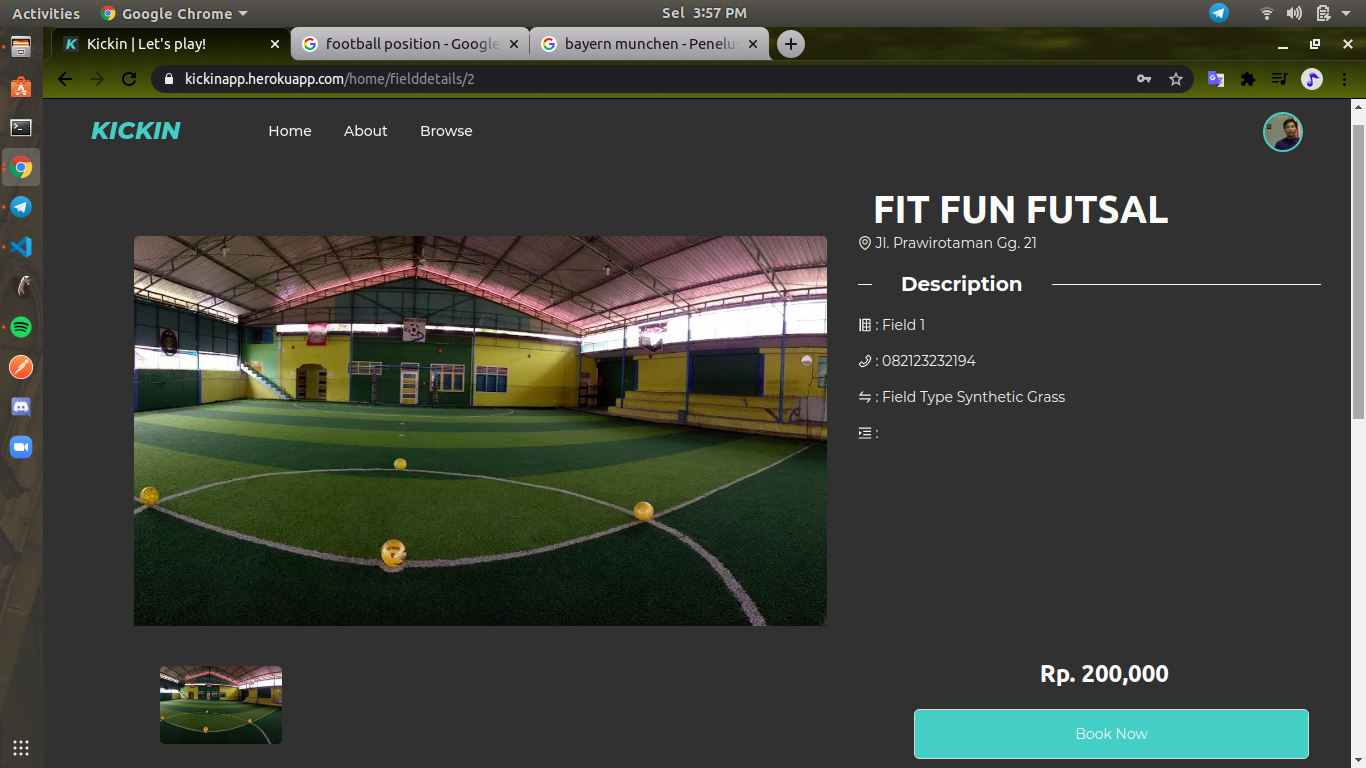 Activities
Google Chrome
Sel 3:57 PM
Kickin | Let's play!
football position - Google
bayern munchen - Penelus
kickinapp.herokuapp.com/home/fielddetails/2
KICKIN
Home
About
Browse
FIT FUN FUTSAL
Jl. Prawirotaman Gg. 21
Description
: Field 1
: 082123232194
: Field Type Synthetic Grass
:
Rp. 200,000
Book Now